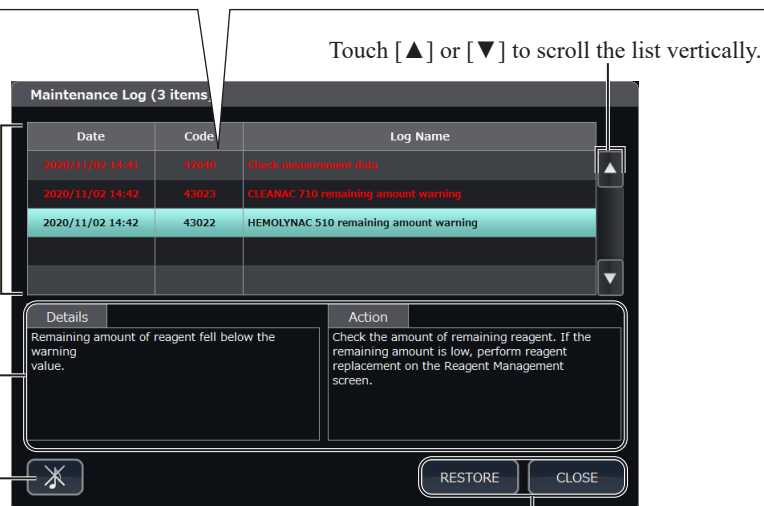 Touch [▲] or [▼] to scroll the list vertically.
Maintenance Log (3 items)
Date Code Log Name
2020/11/02 14:41 47640 Check measurement data
2020/11/02 14:42 43023 CLEANAC 710 remaining amount warning
2020/11/02 14:42 43022 HEMOLYNAC 510 remaining amount warning
▲
▼
Details
Remaining amount of reagent fell below the
warning
value.
Action
Check the amount of remaining reagent. If the
remaining amount is low, perform reagent
replacement on the Reagent Management
screen.
RESTORE CLOSE